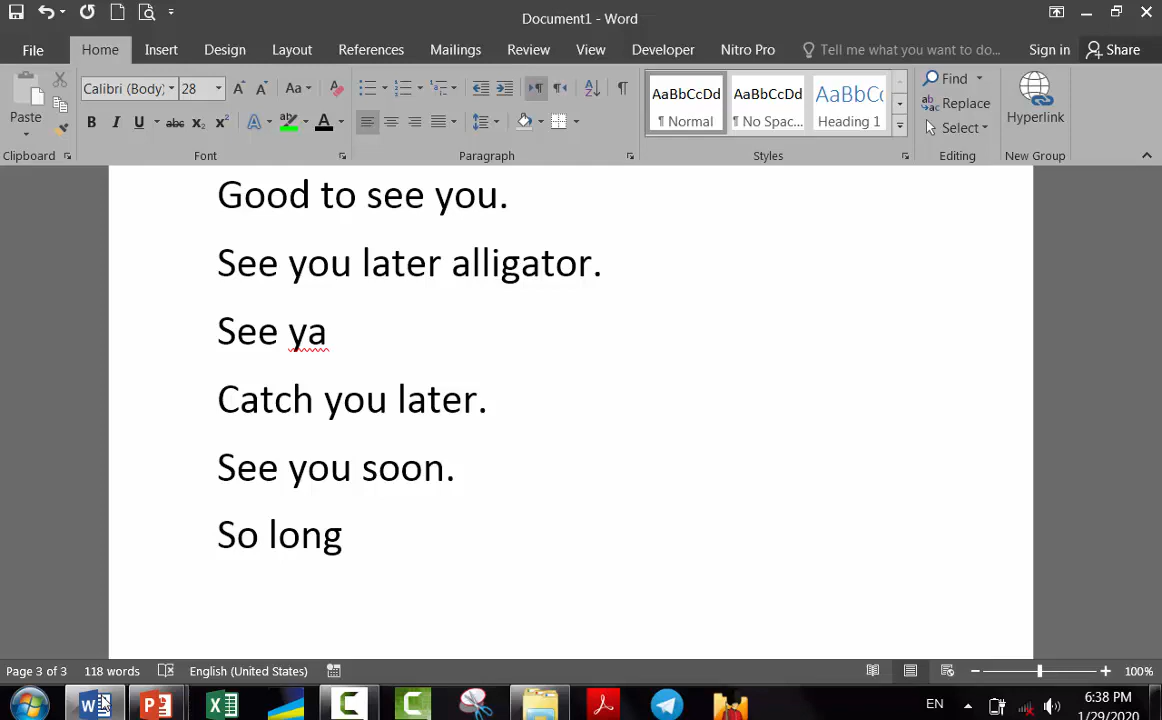 Document1 - Word
File Home Insert Design Layout References Mailings Review View Developer Nitro Pro Tell me what you want to do... Sign in Share
Paste
Calibri (Body) 28
Aa
B I U abc X₂ X² A A
AaBbCcDd AaBbCcDd AaBbC
¶ Normal ¶ No Spac... Heading 1
Find
Replace
Select
Hyperlink
Clipboard Font Paragraph Styles Editing New Group
Good to see you.
See you later alligator.
See ya
Catch you later.
See you soon.
So long
Page 3 of 3 118 words English (United States) 100%
EN
6:38 PM
1/29/2020